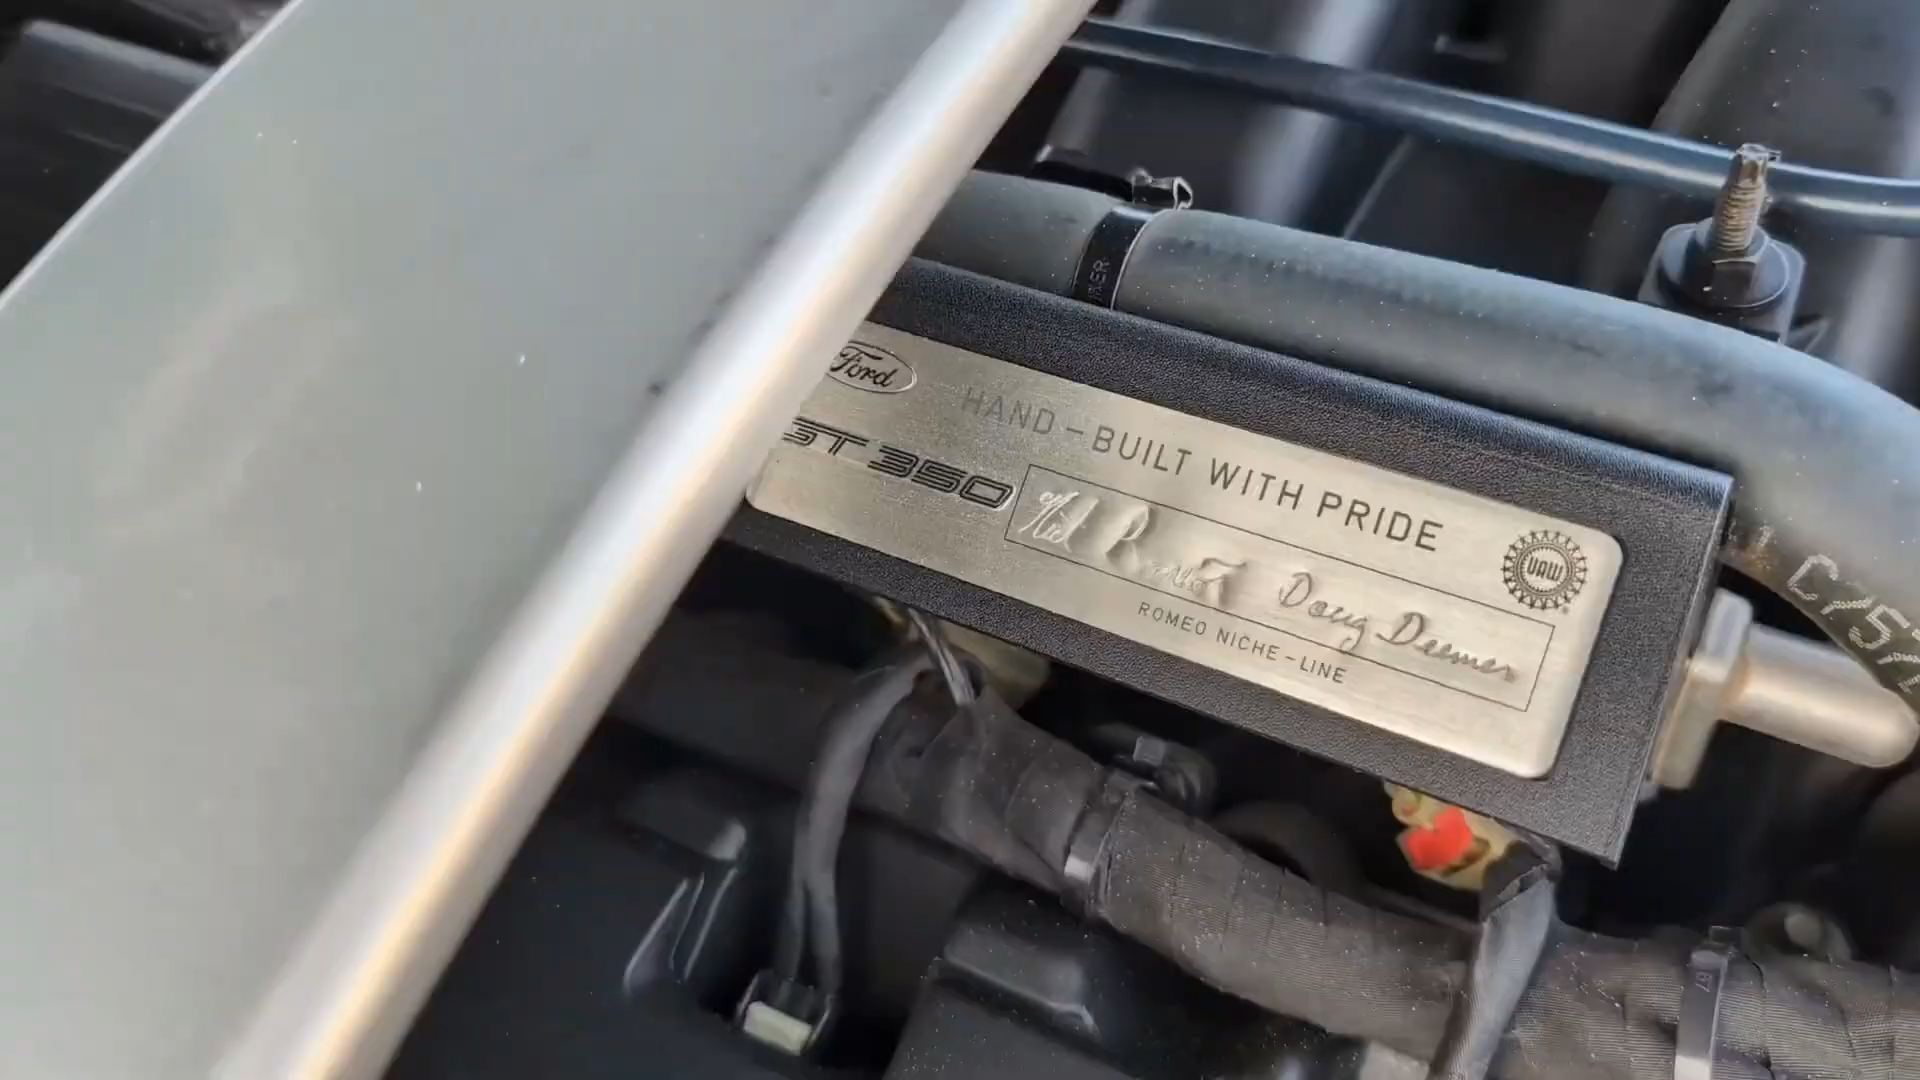 Ford
HAND-BUILT WITH PRIDE
GT350
Doug Deemer
UAW
ROMEO NICHE-LINE